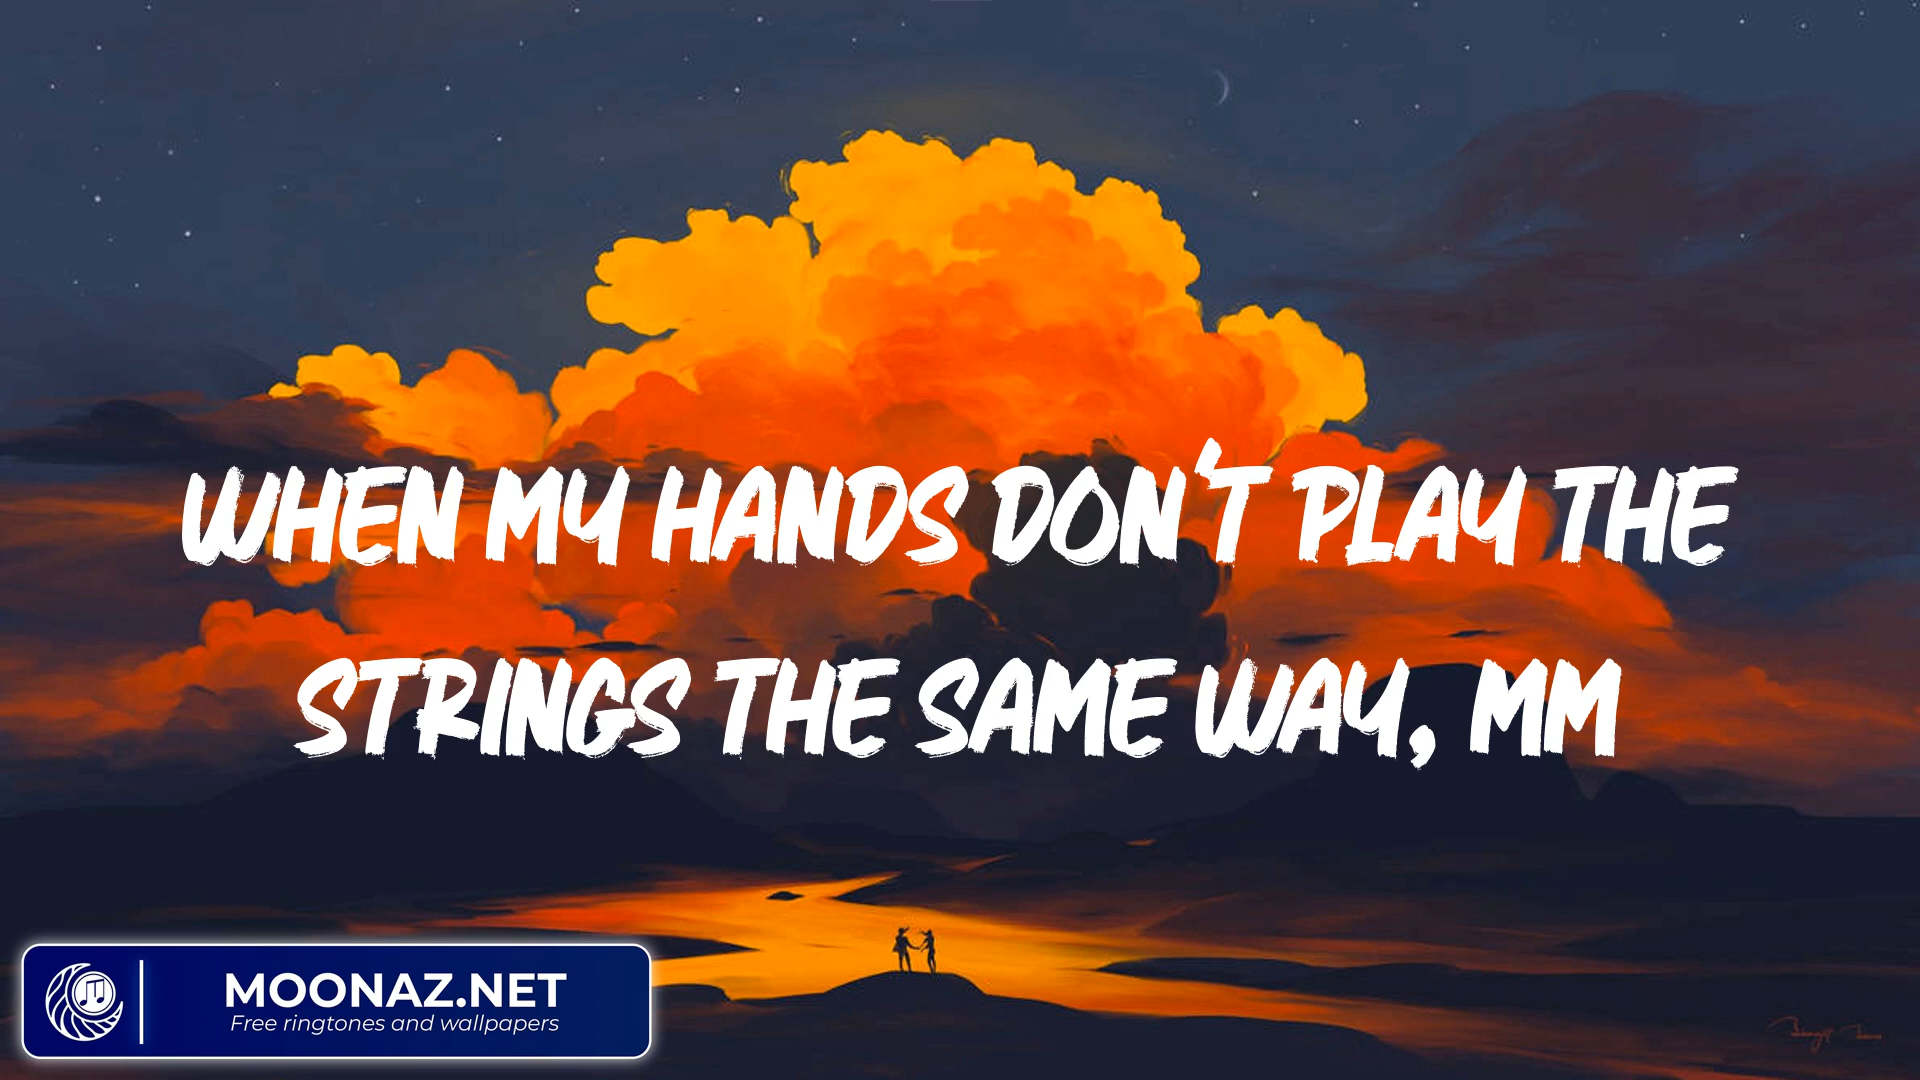 WHEN MY HANDS DON'T PLAY THE
STRINGS THE SAME WAY, MM
MOONAZ.NET
Free ringtones and wallpapers